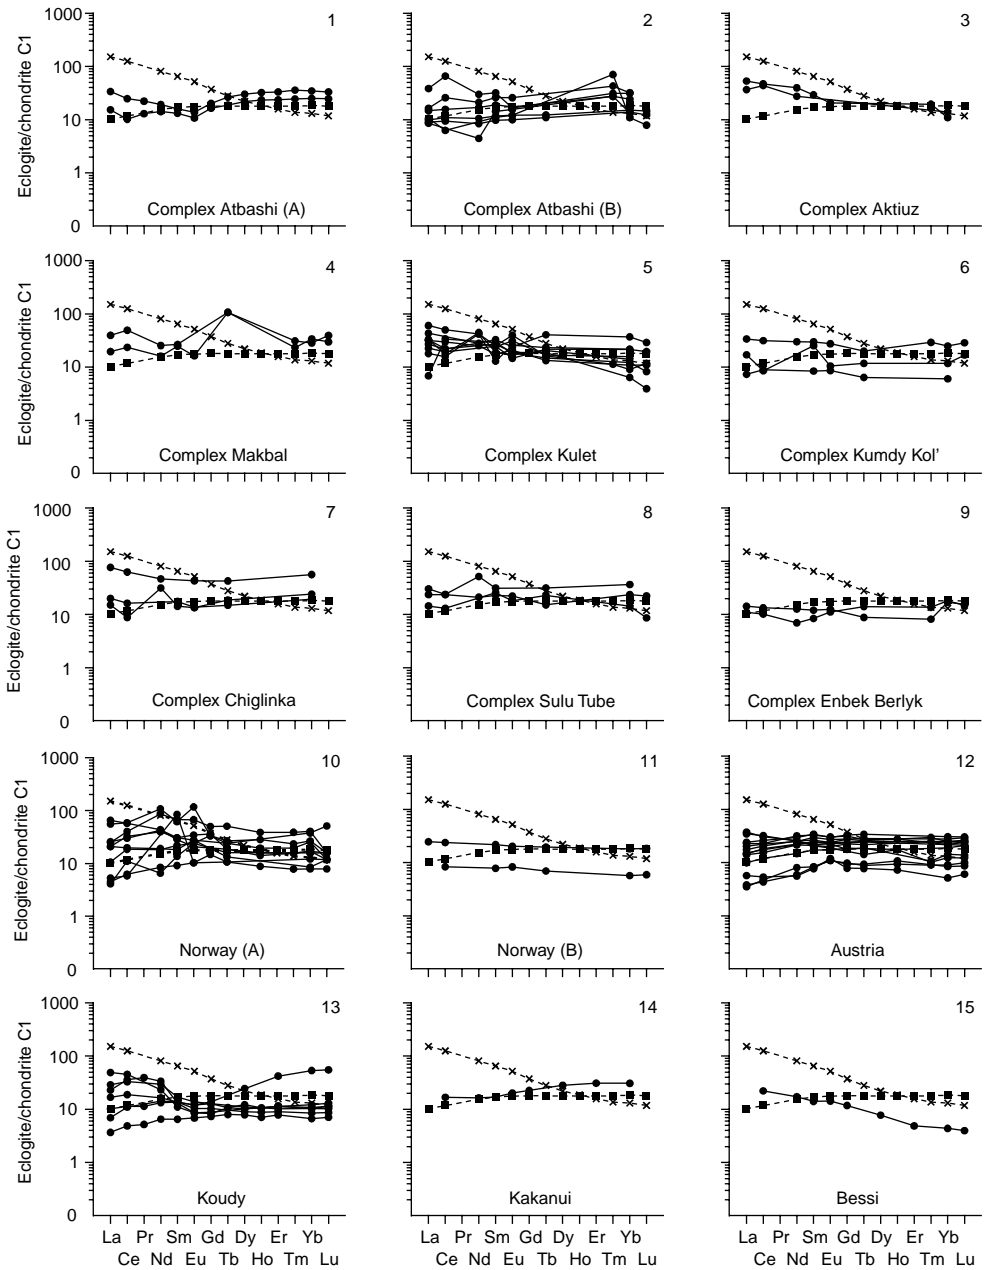 1 2 3
1000
100
10
1
0
Eclogite/chondrite C1
Complex Atbashi (A) Complex Atbashi (B) Complex Aktiuz
4 5 6
1000
100
10
1
0
Eclogite/chondrite C1
Complex Makbal Complex Kulet Complex Kumdy Kol'
7 8 9
1000
100
10
1
0
Eclogite/chondrite C1
Complex Chiglinka Complex Sulu Tube Complex Enbek Berlyk
10 11 12
1000
100
10
1
0
Eclogite/chondrite C1
Norway (A) Norway (B) Austria
13 14 15
1000
100
10
1
0
Eclogite/chondrite C1
Koudy Kakanui Bessi
La Pr Sm Gd Dy Er Yb La Pr Sm Gd Dy Er Yb La Pr Sm Gd Dy Er Yb
Ce Nd Eu Tb Ho Tm Lu Ce Nd Eu Tb Ho Tm Lu Ce Nd Eu Tb Ho Tm Lu